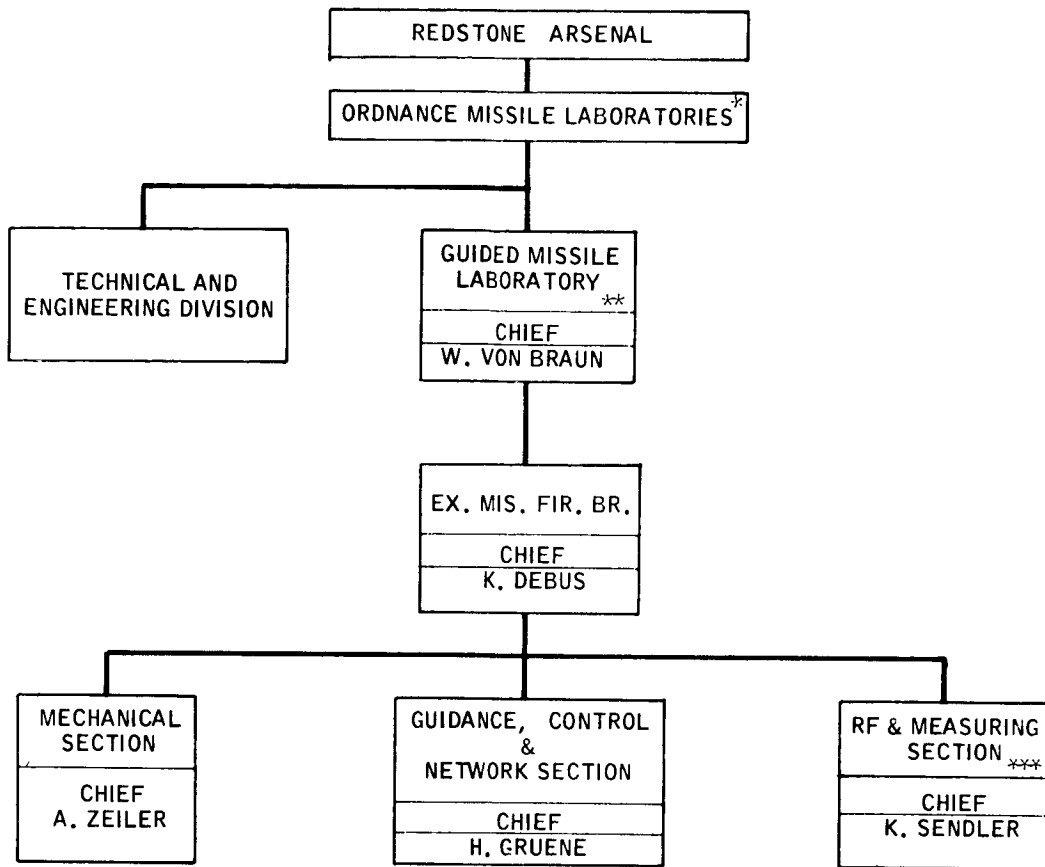 REDSTONE ARSENAL
ORDNANCE MISSILE LABORATORIES*
TECHNICAL AND
ENGINEERING DIVISION
GUIDED MISSILE
LABORATORY
**
CHIEF
W. VON BRAUN
EX. MIS. FIR. BR.
CHIEF
K. DEBUS
MECHANICAL
SECTION
CHIEF
A. ZEILER
GUIDANCE, CONTROL
&
NETWORK SECTION
CHIEF
H. GRUENE
RF & MEASURING
SECTION ***
CHIEF
K. SENDLER